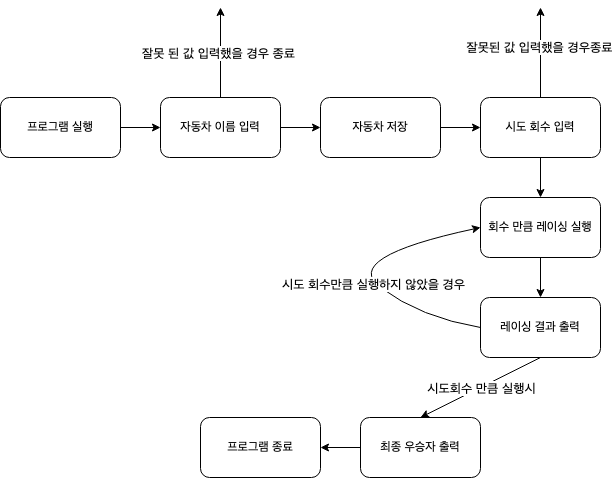 잘못 된 값 입력했을 경우 종료
잘못된 값 입력했을 경우종료
프로그램 실행
자동차 이름 입력
자동차 저장
시도 회수 입력
회수 만큼 레이싱 실행
시도 회수만큼 실행하지 않았을 경우
레이싱 결과 출력
시도회수 만큼 실행시
프로그램 종료
최종 우승자 출력